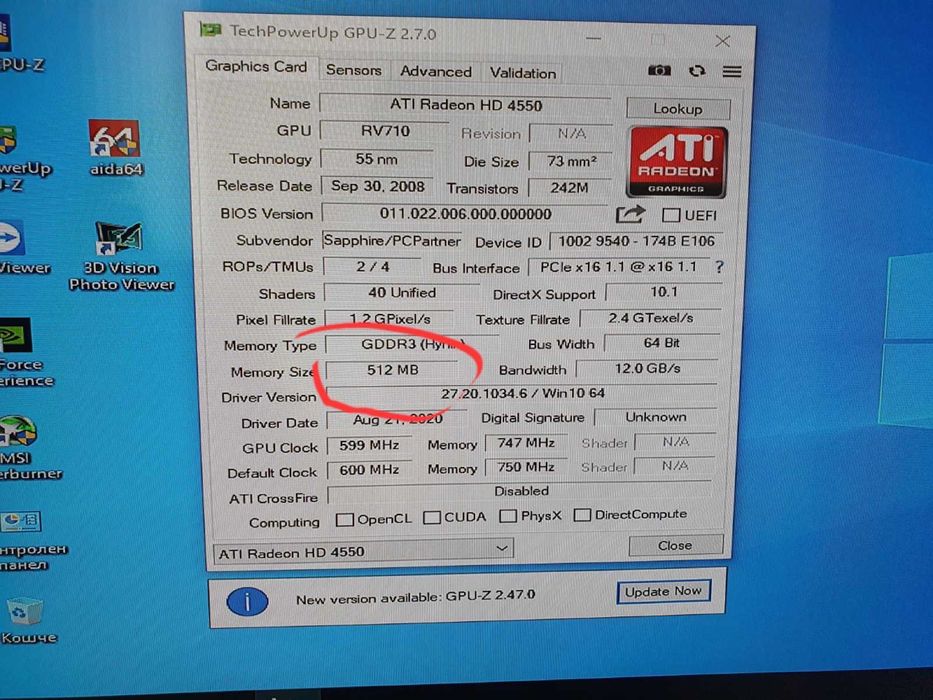 TechPowerUp GPU-Z 2.7.0
Graphics Card Sensors Advanced Validation
Name ATI Radeon HD 4550 Lookup
GPU RV710 Revision N/A
Technology 55 nm Die Size 73 mm²
Release Date Sep 30, 2008 Transistors 242M
BIOS Version 011.022.006.000.000000 UEFI
Subvendor Sapphire/PCPartner Device ID 1002 9540 - 174B E106
ROPs/TMUs 2 / 4 Bus Interface PCIe x16 1.1 @ x16 1.1 ?
Shaders 40 Unified DirectX Support 10.1
Pixel Fillrate 1.2 GPixel/s Texture Fillrate 2.4 GTexel/s
Memory Type GDDR3 Bus Width 64 Bit
Memory Size 512 MB Bandwidth 12.0 GB/s
Driver Version 27.20.1034.6 / Win10 64
Driver Date Aug 21, 2020 Digital Signature Unknown
GPU Clock 599 MHz Memory 747 MHz Shader N/A
Default Clock 600 MHz Memory 750 MHz Shader N/A
ATI CrossFire Disabled
Computing OpenCL CUDA PhysX DirectCompute
ATI Radeon HD 4550 Close
ATI
RADEON
GRAPHICS
New version available: GPU-Z 2.47.0 Update Now
PU-Z
werUp
-Z
64
aida64
Viewer
3D Vision
Photo Viewer
Force
erience
MSI
erburner
нтролен
панел
Кошче